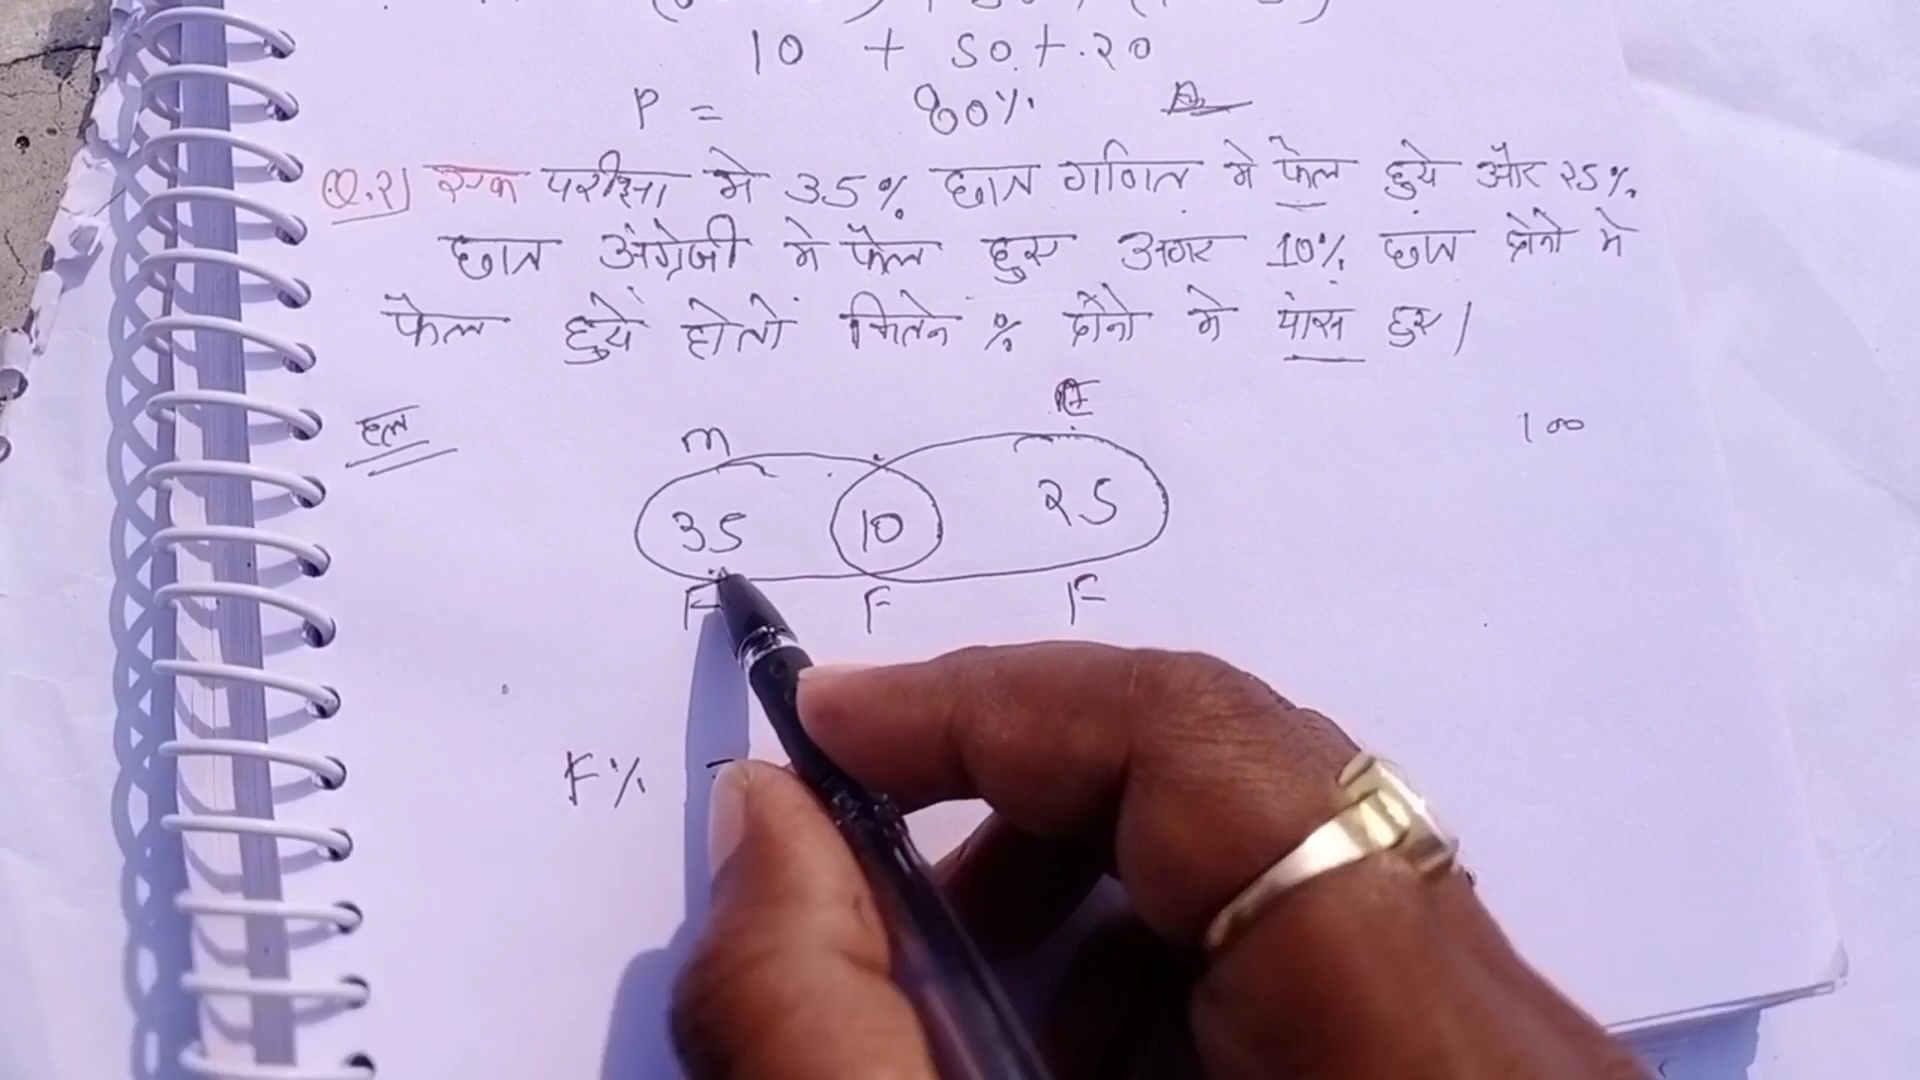 10 + 50 + 20
P = 80%
Q.2) एक परीक्षा मे 35% छात्र गणित मे फैल हुये और 25%
छात्र अंग्रेजी मे फैल हुए अगर 10% छात्र दोनो मे
फैल हुये होतो कितने % दोनो मे पास हुए।
हल
m E 100
35 10 25
F F F
F%